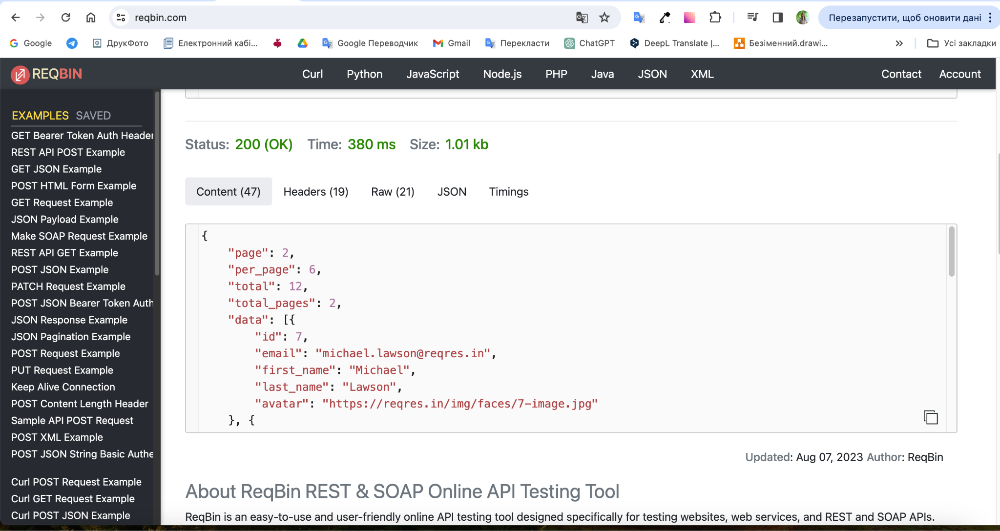 reqbin.com
Перезапустити, щоб оновити дані
Google
ДрукФото
Електронний кабі...
Google Переводчик
Gmail
Перекласти
ChatGPT
DeepL Translate |...
Безіменний.drawi...
Усі закладки
REQBIN
Curl
Python
JavaScript
Node.js
PHP
Java
JSON
XML
Contact
Account
EXAMPLES SAVED
GET Bearer Token Auth Header
REST API POST Example
GET JSON Example
POST HTML Form Example
GET Request Example
JSON Payload Example
Make SOAP Request Example
REST API GET Example
POST JSON Example
PATCH Request Example
POST JSON Bearer Token Auth
JSON Response Example
JSON Pagination Example
POST Request Example
PUT Request Example
Keep Alive Connection
POST Content Length Header
Sample API POST Request
POST XML Example
POST JSON String Basic Authe
Curl POST Request Example
Curl GET Request Example
Curl POST JSON Example
Status: 200 (OK) Time: 380 ms Size: 1.01 kb
Content (47)
Headers (19)
Raw (21)
JSON
Timings
{
"page": 2,
"per_page": 6,
"total": 12,
"total_pages": 2,
"data": [{
"id": 7,
"email": "michael.lawson@reqres.in",
"first_name": "Michael",
"last_name": "Lawson",
"avatar": "https://reqres.in/img/faces/7-image.jpg"
}, {
Updated: Aug 07, 2023 Author: ReqBin
About ReqBin REST & SOAP Online API Testing Tool
ReqBin is an easy-to-use and user-friendly online API testing tool designed specifically for testing websites, web services, and REST and SOAP APIs.